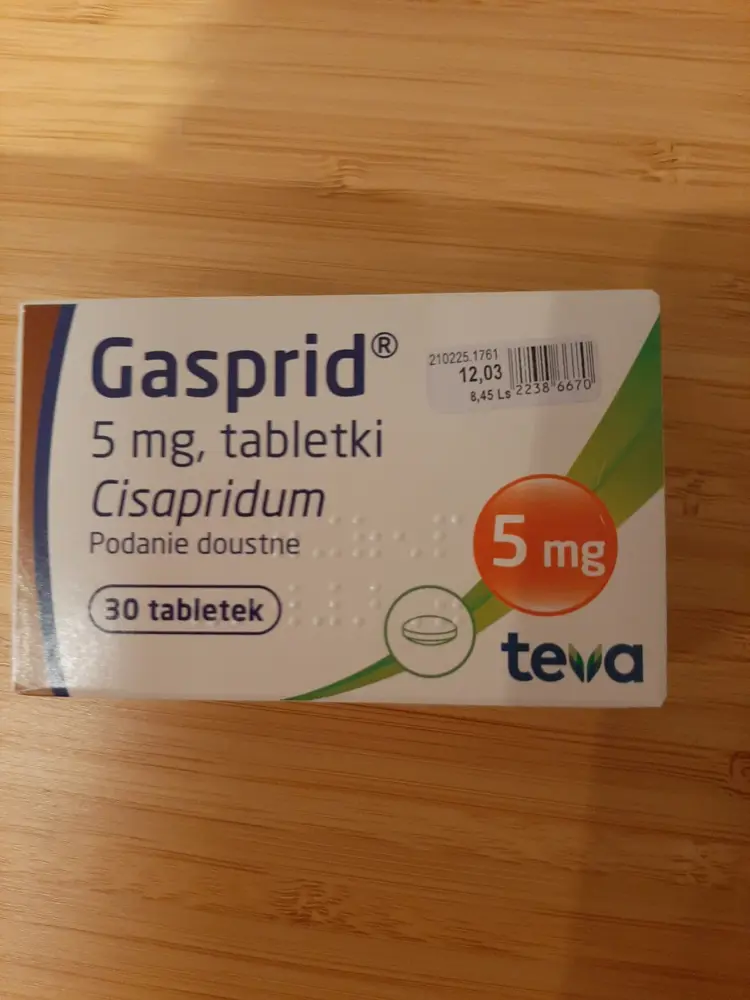 Gasprid®
5 mg, tabletki
Cisapridum
Podanie doustne
30 tabletek
210225.1761
12,03
8,45 Ls
2238 6670
5 mg
teva